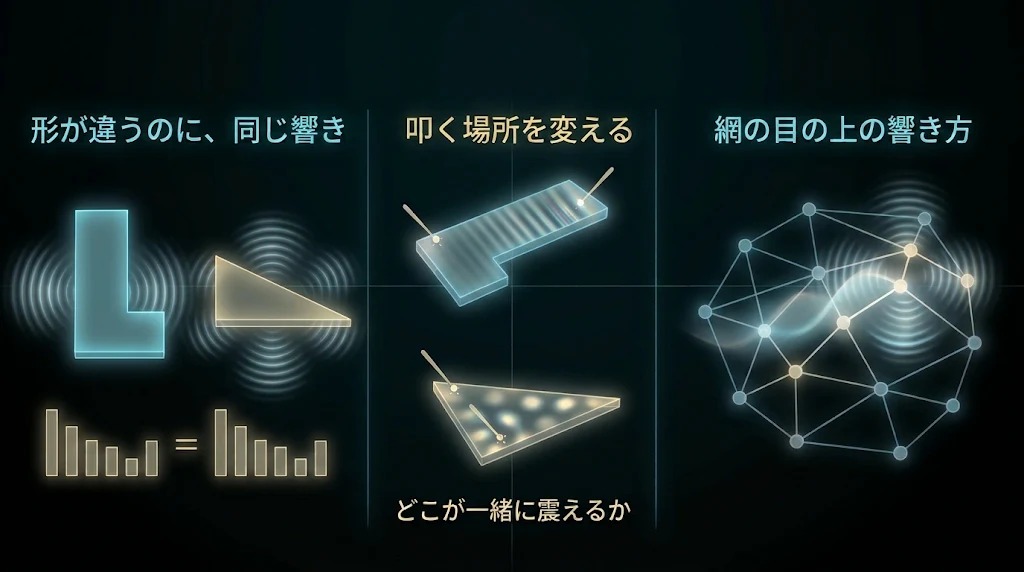 形が違うのに、同じ響き
叩く場所を変える
網の目の上の響き方
=
どこが一緒に震えるか